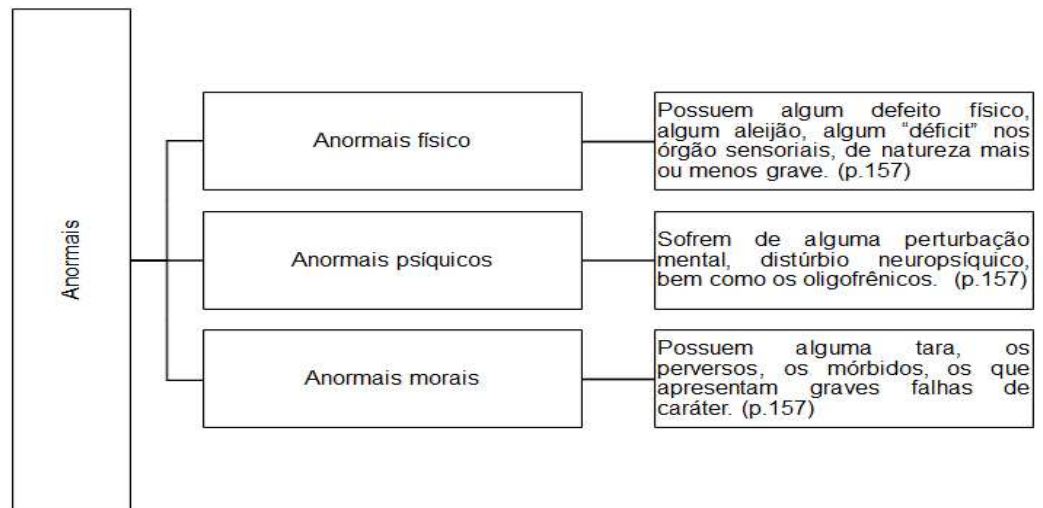 Anormais
Anormais físico
Possuem algum defeito físico,
algum aleijão, algum “déficit” nos
órgão sensoriais, de natureza mais
ou menos grave. (p.157)
Anormais psíquicos
Sofrem de alguma perturbação
mental, distúrbio neuropsíquico,
bem como os oligofrênicos. (p.157)
Anormais morais
Possuem alguma tara, os
perversos, os mórbidos, os que
apresentam graves falhas de
caráter. (p.157)